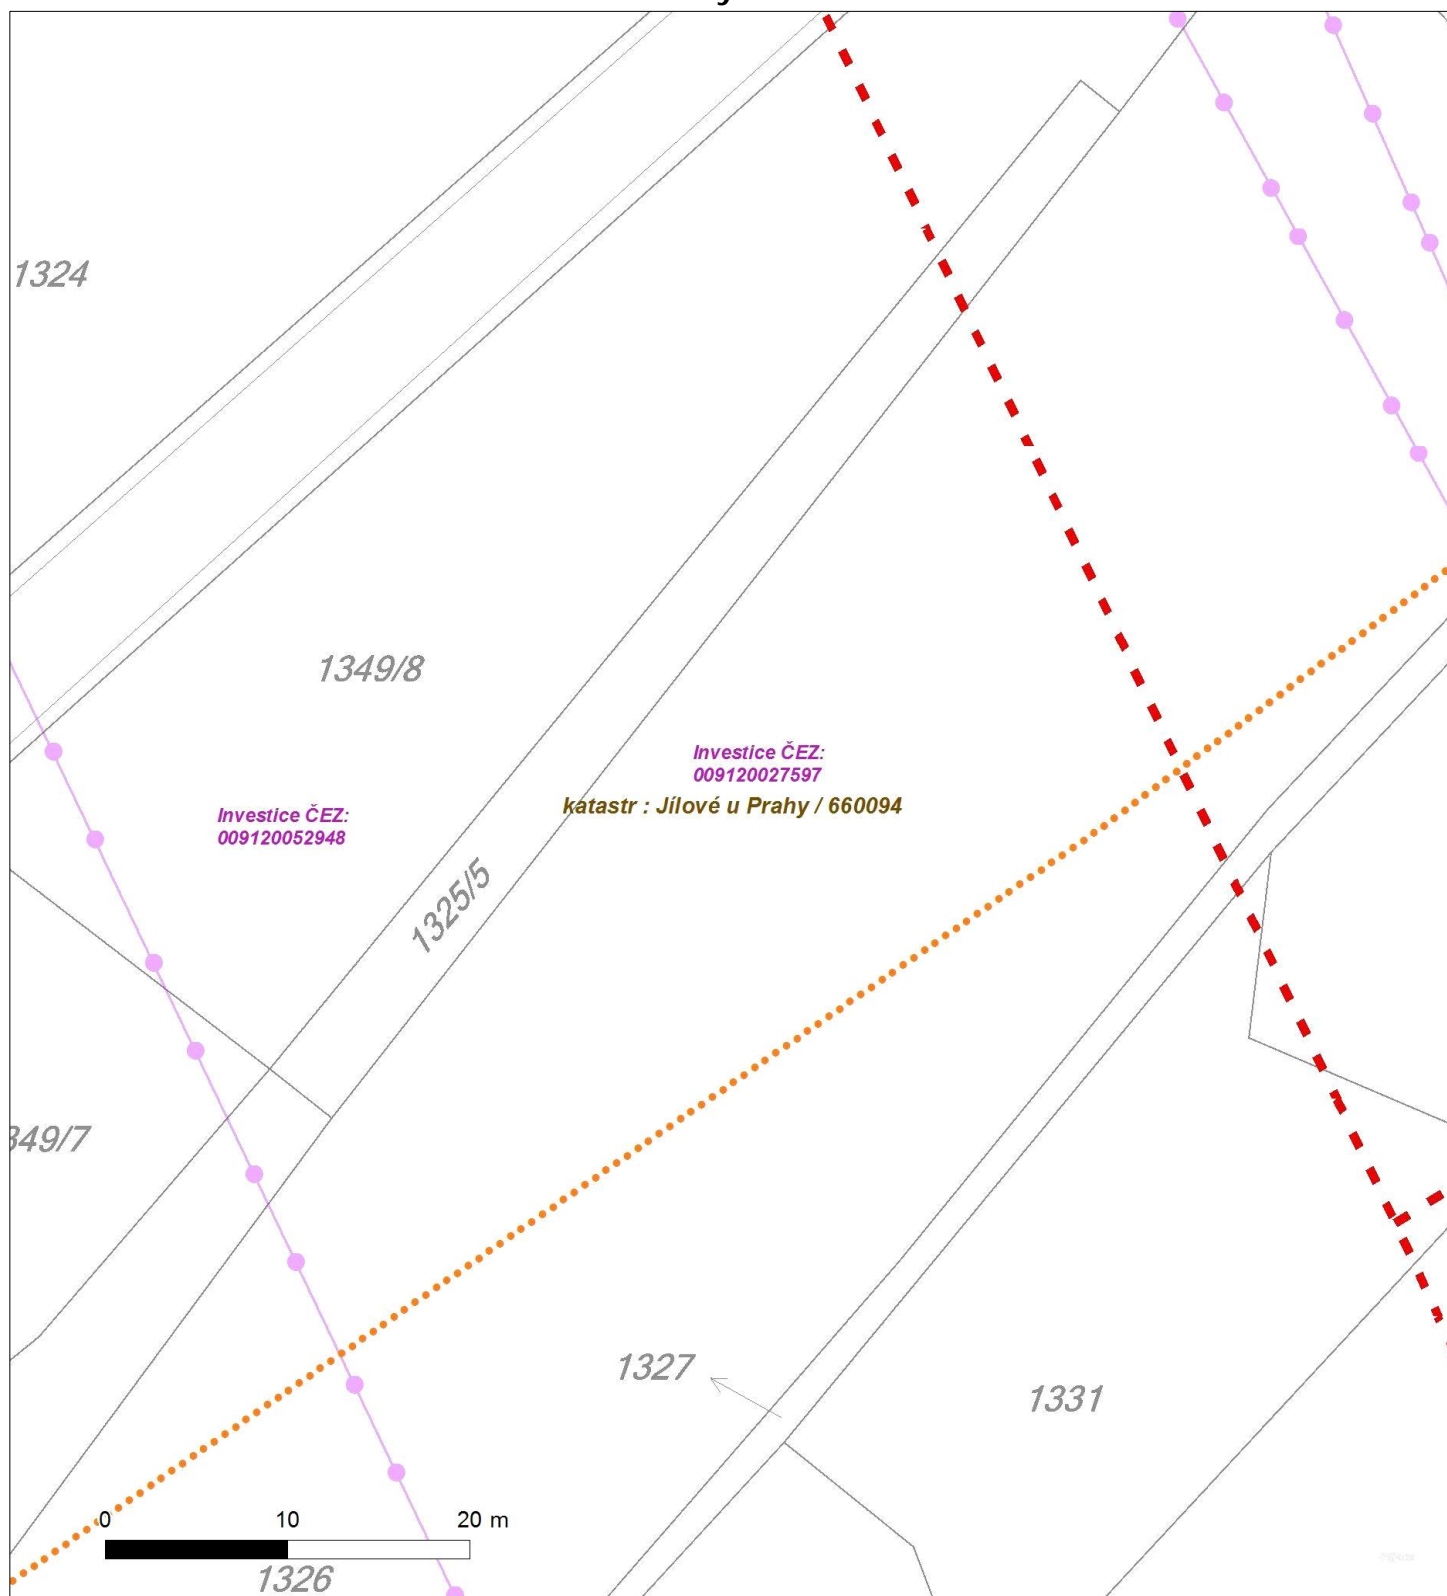 1324
1349/8
Investice ČEZ:
009120027597
katastr : Jílové u Prahy / 660094
Investice ČEZ:
009120052948
1325/5
349/7
1327
1331
0 10 20 m
1326